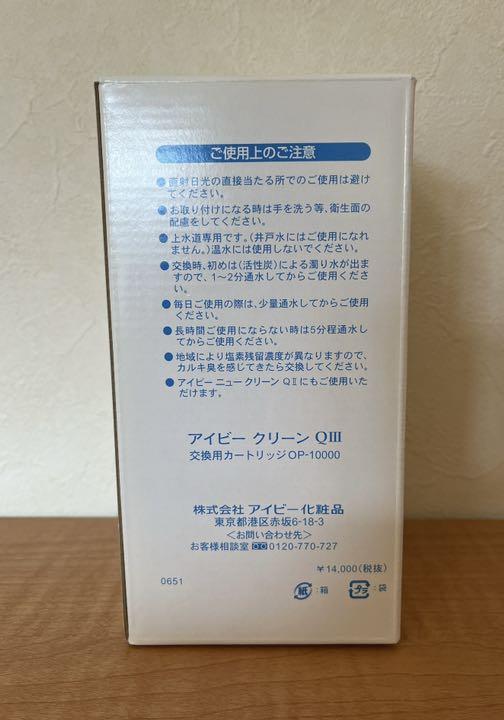 ご使用上のご注意
●直射日光の直接当たる所でのご使用は避け
てください。
●お取り付けになる時は手を洗う等、衛生面の
配慮をしてください。
●上水道専用です。(井戸水にはご使用になれ
ません。)温水には使用しないでください。
●交換時、初めは(活性炭)による濁り水が出ま
すので、1〜2分通水してからご使用くださ
い。
●毎日ご使用の際は、少量通水してからご使用
ください。
●長時間ご使用にならない時は5分程通水し
てからご使用ください。
●地域により塩素残留濃度が異なりますので、
カルキ臭を感じてきたら交換してください。
●アイビー ニュー クリーン QⅡにもご使用いた
だけます。
アイビー クリーン QⅢ
交換用カートリッジOP-10000
株式会社 アイビー化粧品
東京都港区赤坂6-18-3
<お問い合わせ先>
お客様相談室 0120-770-727
¥14,000(税抜)
0651
紙:箱 プラ:袋